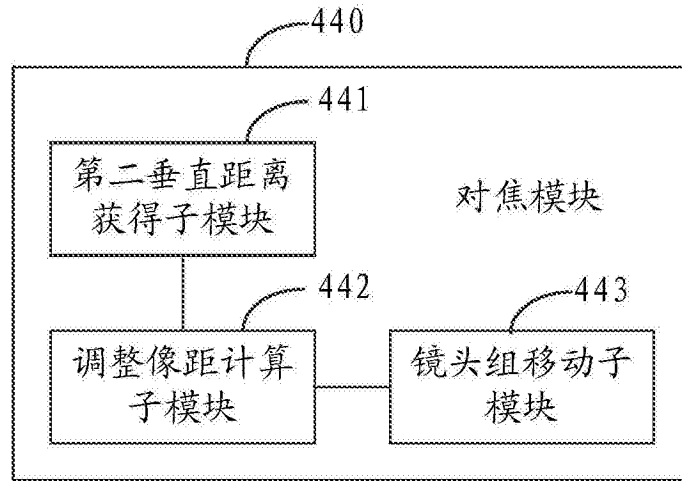 440
441
第二垂直距离
获得子模块
对焦模块
442
443
调整像距计算
子模块
镜头组移动子
模块